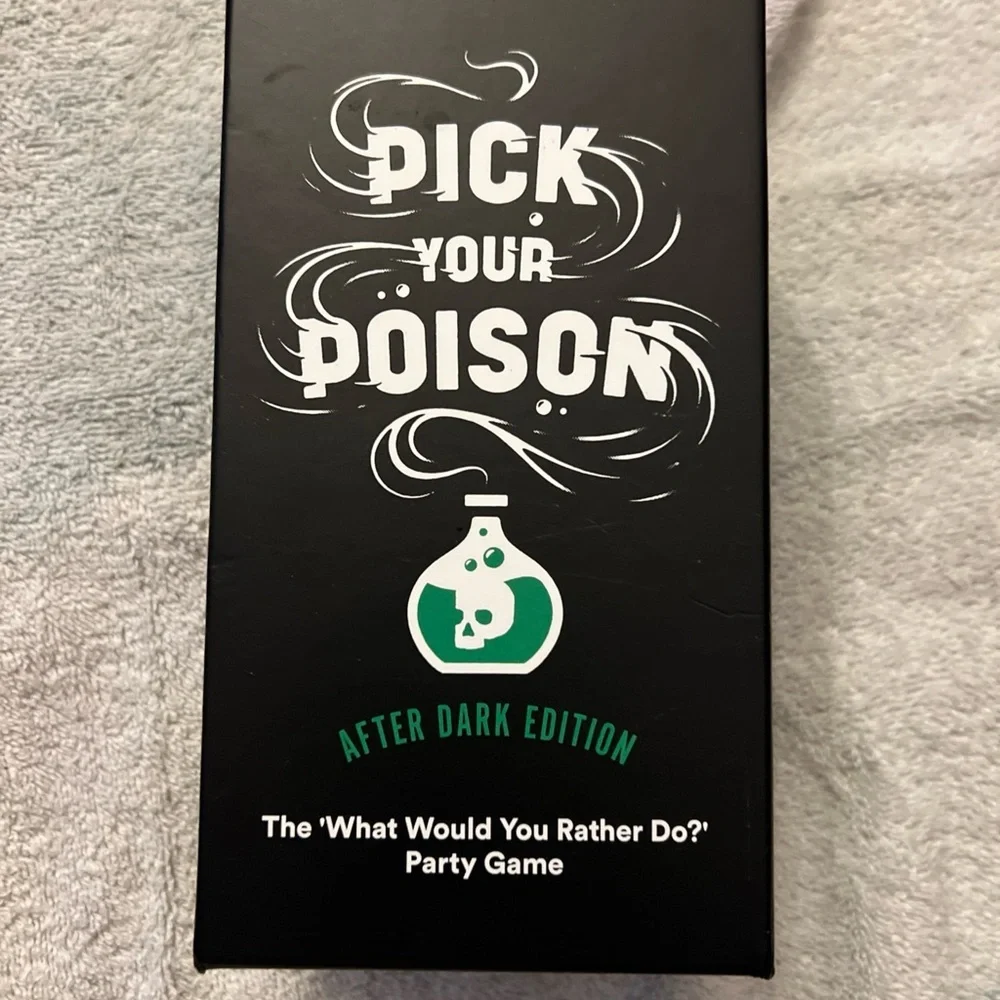 PICK
YOUR
POISON
AFTER DARK EDITION
The 'What Would You Rather Do?'
Party Game